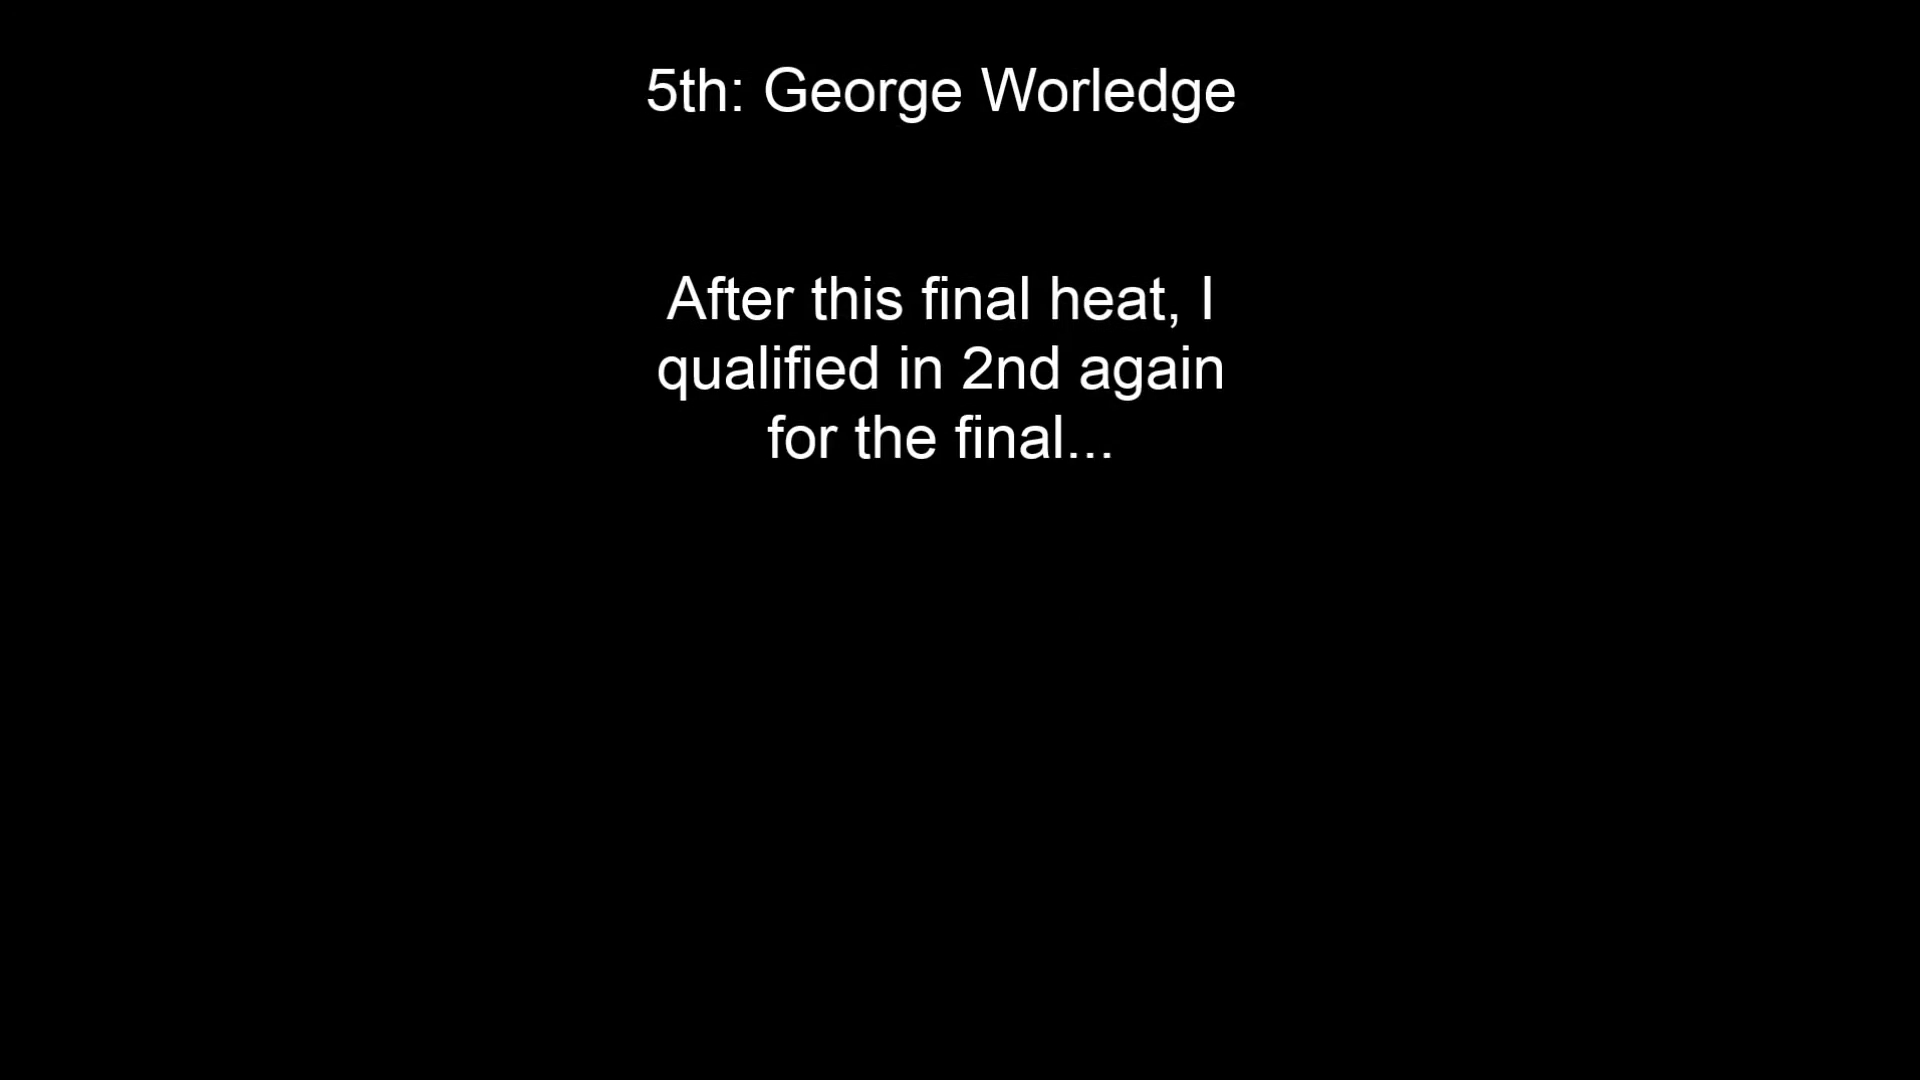 5th: George Worledge
After this final heat, I
qualified in 2nd again
for the final...